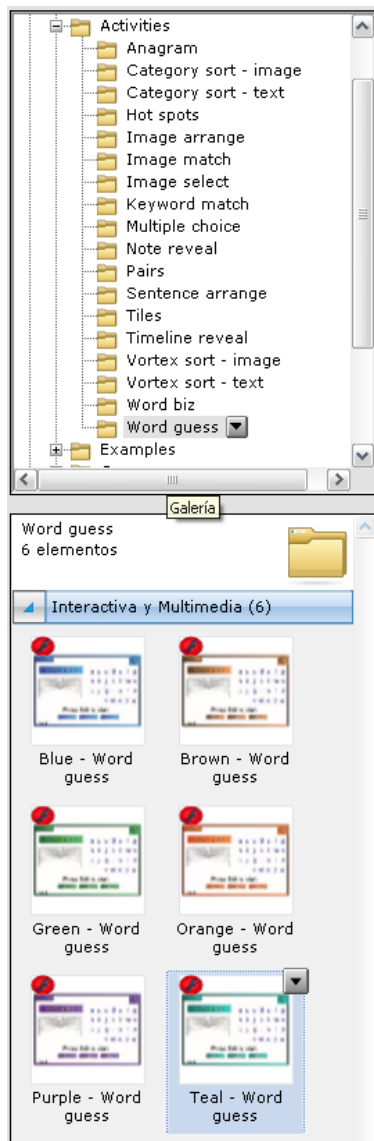 Activities
Anagram
Category sort - image
Category sort - text
Hot spots
Image arrange
Image match
Image select
Keyword match
Multiple choice
Note reveal
Pairs
Sentence arrange
Tiles
Timeline reveal
Vortex sort - image
Vortex sort - text
Word biz
Word guess
Examples
Galería
Word guess
6 elementos
Interactiva y Multimedia (6)
Blue - Word
guess
Brown - Word
guess
Green - Word
guess
Orange - Word
guess
Purple - Word
guess
Teal - Word
guess